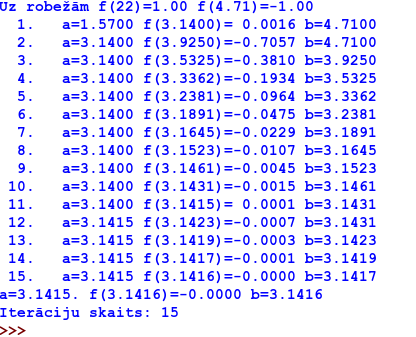 Uz robežām f(22)=1.00 f(4.71)=-1.00
1. a=1.5700 f(3.1400)= 0.0016 b=4.7100
2. a=3.1400 f(3.9250)=-0.7057 b=4.7100
3. a=3.1400 f(3.5325)=-0.3810 b=3.9250
4. a=3.1400 f(3.3362)=-0.1934 b=3.5325
5. a=3.1400 f(3.2381)=-0.0964 b=3.3362
6. a=3.1400 f(3.1891)=-0.0475 b=3.2381
7. a=3.1400 f(3.1645)=-0.0229 b=3.1891
8. a=3.1400 f(3.1523)=-0.0107 b=3.1645
9. a=3.1400 f(3.1461)=-0.0045 b=3.1523
10. a=3.1400 f(3.1431)=-0.0015 b=3.1461
11. a=3.1400 f(3.1415)= 0.0001 b=3.1431
12. a=3.1415 f(3.1423)=-0.0007 b=3.1431
13. a=3.1415 f(3.1419)=-0.0003 b=3.1423
14. a=3.1415 f(3.1417)=-0.0001 b=3.1419
15. a=3.1415 f(3.1416)=-0.0000 b=3.1417
a=3.1415. f(3.1416)=-0.0000 b=3.1416
Iterāciju skaits: 15
>>>